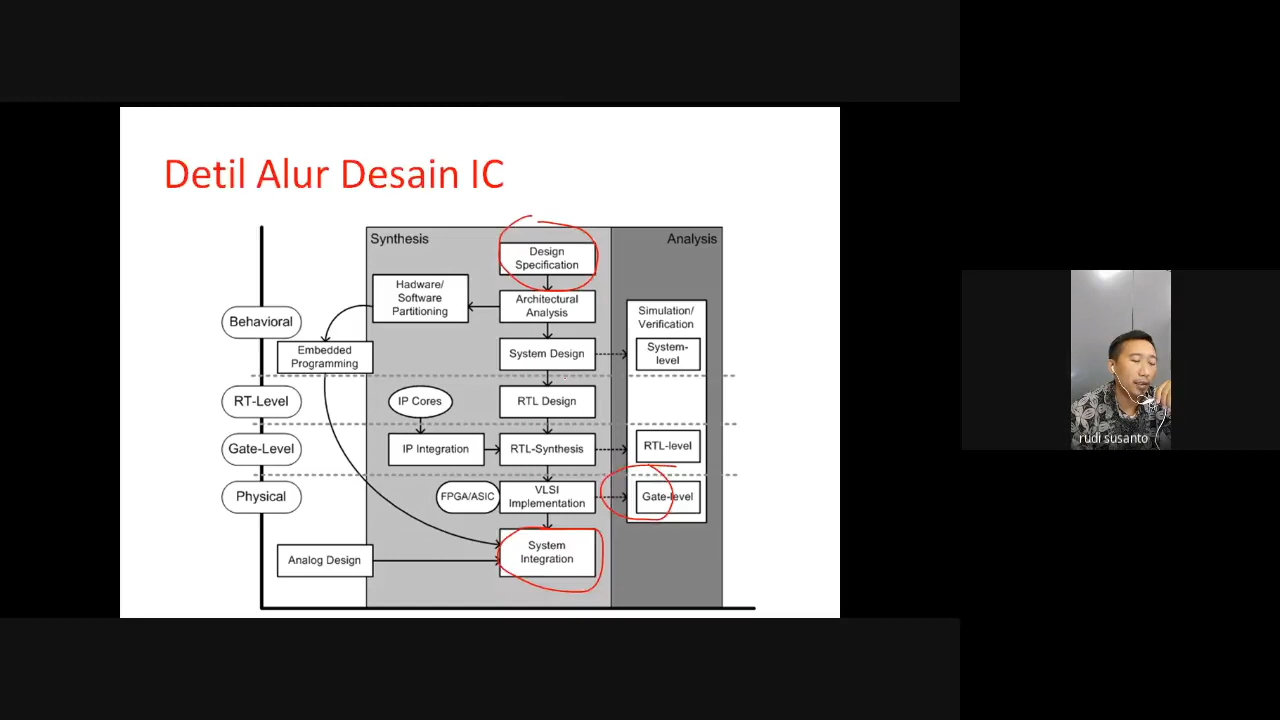 Detil Alur Desain IC
Synthesis
Analysis
Design
Specification
Hadware/
Software
Partitioning
Architectural
Analysis
Simulation/
Verification
Behavioral
Embedded
Programming
System Design
System-
level
RT-Level
IP Cores
RTL Design
Gate-Level
IP Integration
RTL-Synthesis
RTL-level
Physical
FPGA/ASIC
VLSI
Implementation
Gate-level
Analog Design
System
Integration
rudi susanto